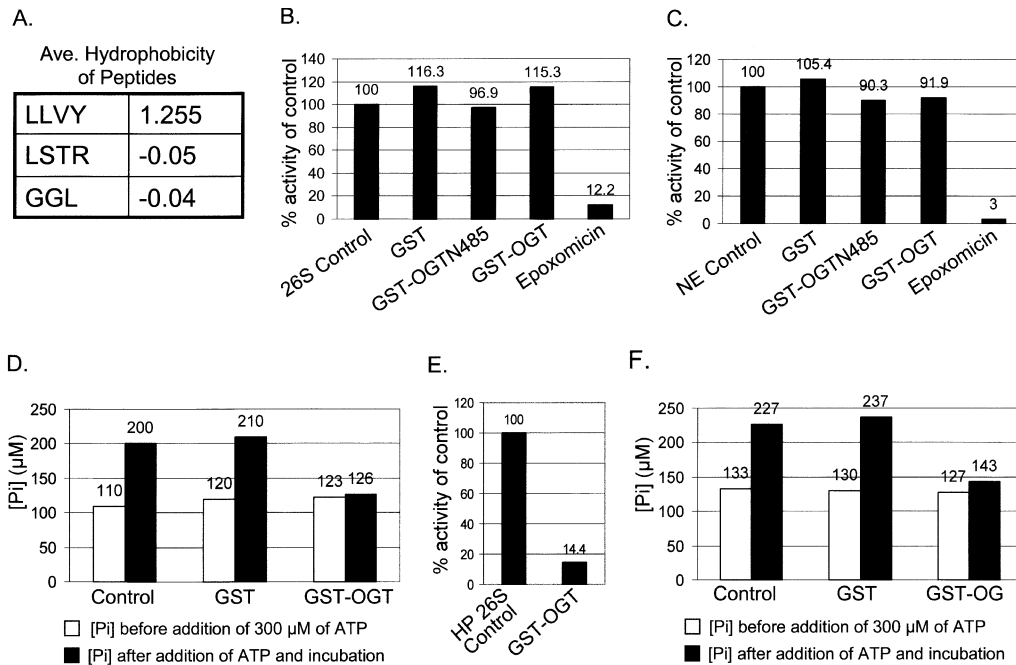 A.
Ave. Hydrophobicity
of Peptides
LLVY 1.255
LSTR -0.05
GGL -0.04
B.
% activity of control
140
120
100
80
60
40
20
0
100
116.3
96.9
115.3
12.2
26S Control
GST
GST-OGTN485
GST-OGT
Epoxomicin
C.
% activity of control
120
100
80
60
40
20
0
100
105.4
90.3
91.9
3
NE Control
GST
GST-OGTN485
GST-OGT
Epoxomicin
D.
[Pi] (µM)
250
200
150
100
50
0
110
200
120
210
123
126
Control
GST
GST-OGT
[Pi] before addition of 300 µM of ATP
[Pi] after addition of ATP and incubation
E.
% activity of control
120
100
80
60
40
20
0
100
14.4
HP 26S
Control
GST-OGT
F.
[Pi] (µM)
250
200
150
100
50
0
133
227
130
237
127
143
Control
GST
GST-OG
[Pi] before addition of 300 µM of ATP
[Pi] after addition of ATP and incubation